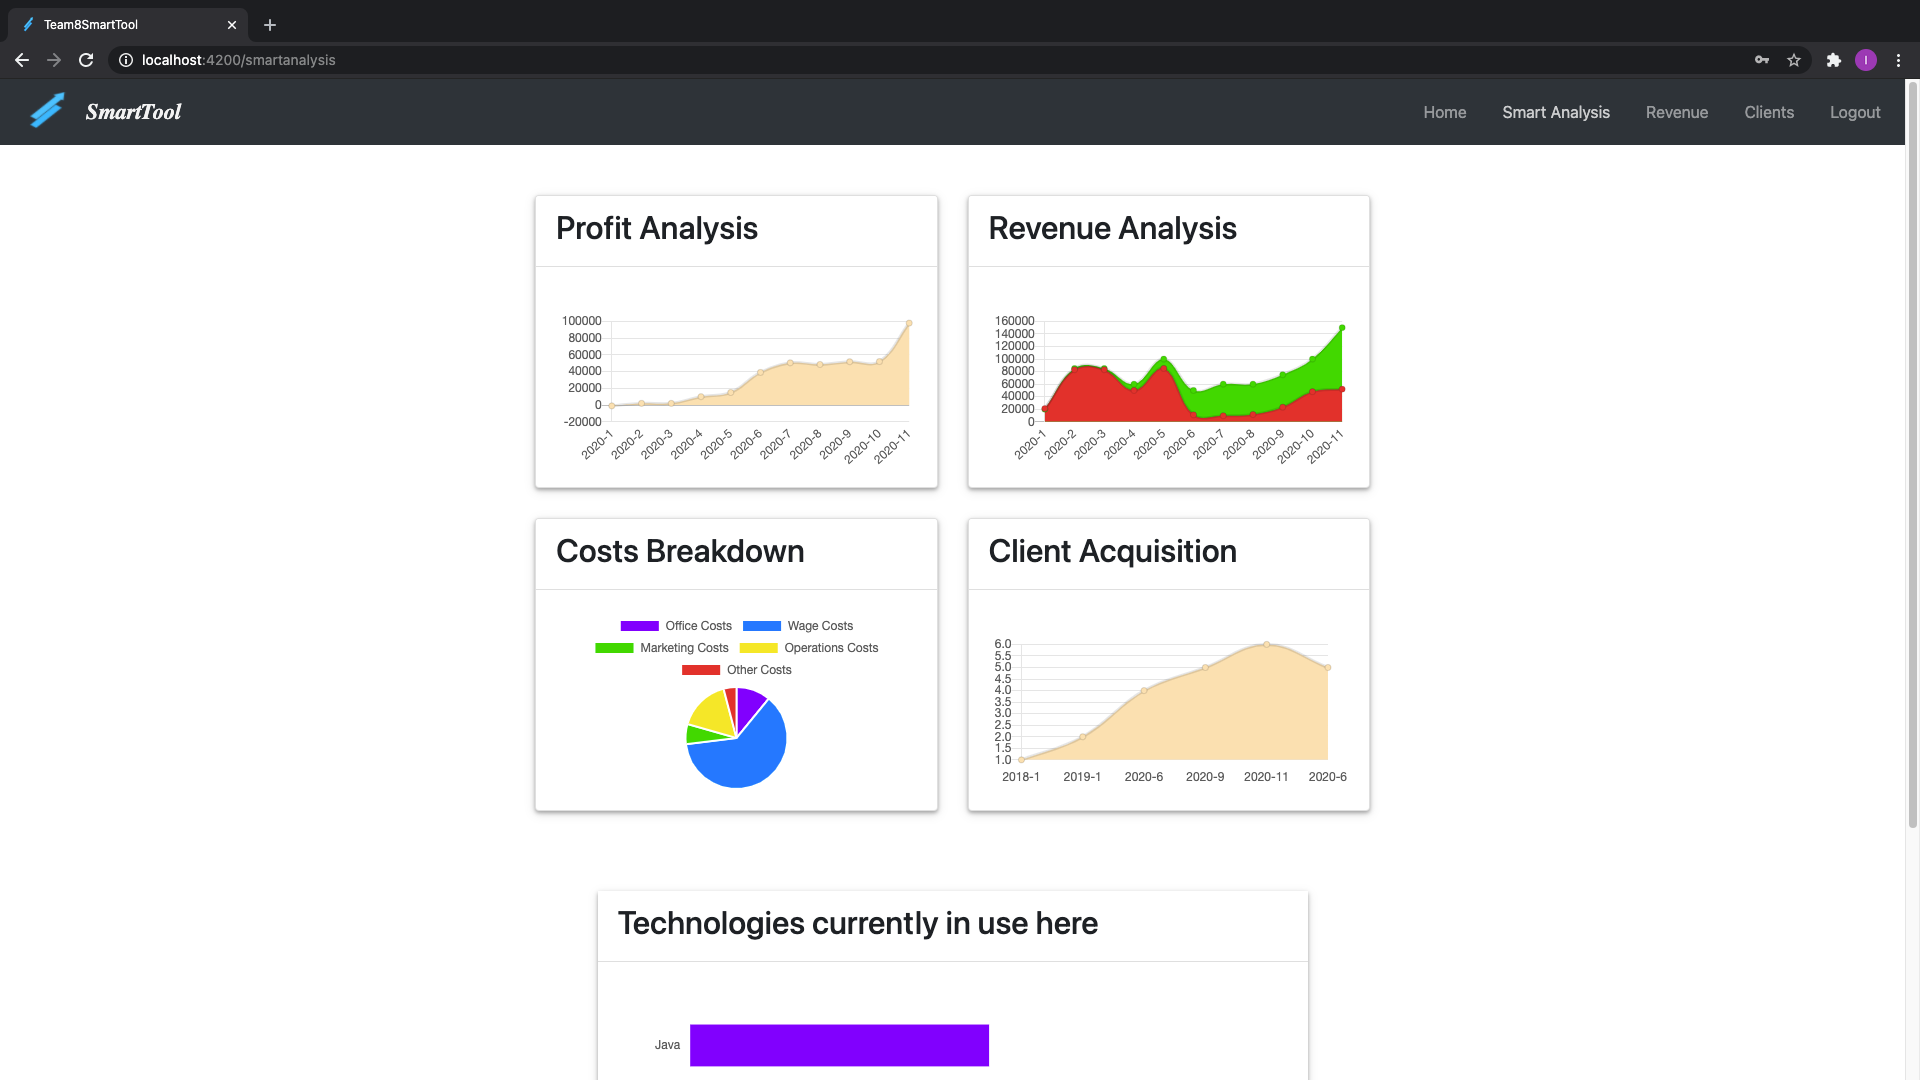 Team8SmartTool
localhost:4200/smartanalysis
I
SmartTool
Home Smart Analysis Revenue Clients Logout
Profit Analysis
100000
80000
60000
40000
20000
0
-20000
2020-1 2020-2 2020-3 2020-4 2020-5 2020-6 2020-7 2020-8 2020-9 2020-10 2020-11
Revenue Analysis
160000
140000
120000
100000
80000
60000
40000
20000
0
2020-1 2020-2 2020-3 2020-4 2020-5 2020-6 2020-7 2020-8 2020-9 2020-10 2020-11
Costs Breakdown
Office Costs Wage Costs
Marketing Costs Operations Costs
Other Costs
Client Acquisition
6.0
5.5
5.0
4.5
4.0
3.5
3.0
2.5
2.0
1.5
1.0
2018-1 2019-1 2020-6 2020-9 2020-11 2020-6
Technologies currently in use here
Java